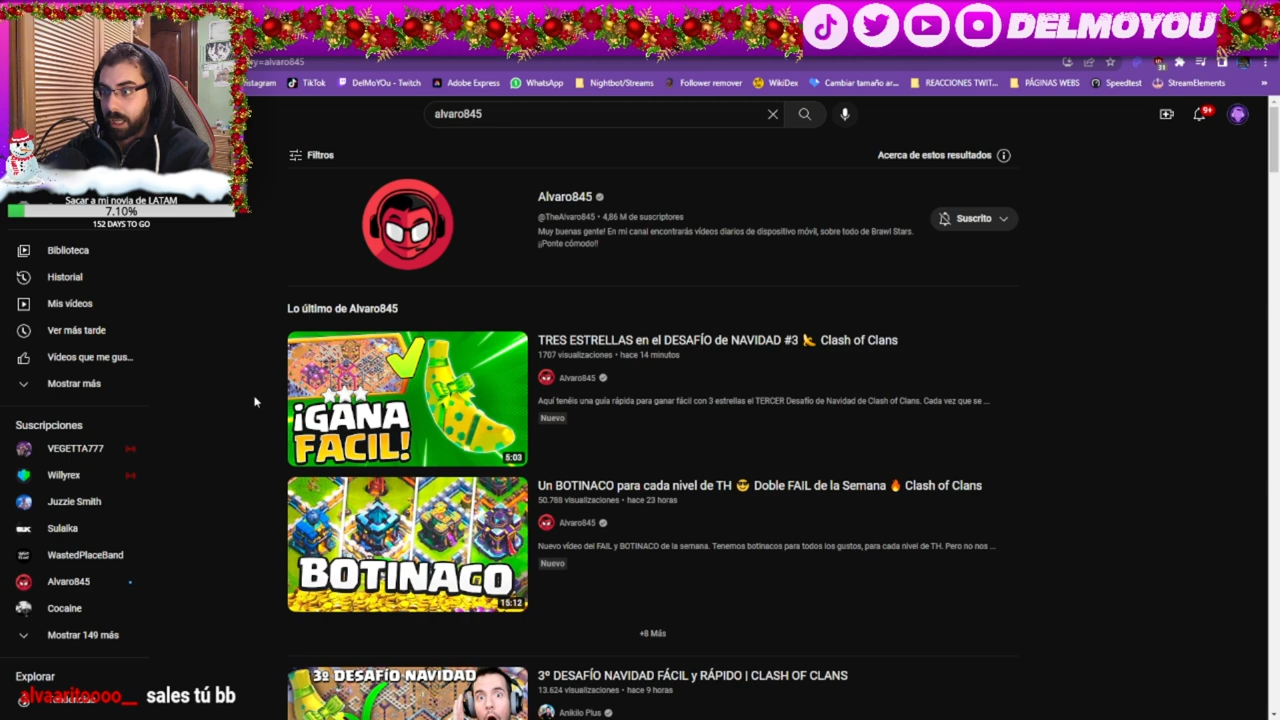 DELMOYOU
ry=alvaro845
nstagram TikTok DelMoYOu - Twitch Adobe Express WhatsApp Nightbot/Streams Follower remover WikiDex Cambiar tamaño ar... REACCIONES TWIT... PÁGINAS WEBS Speedtest StreamElements »
alvaro845
9+
Filtros
Acerca de estos resultados
Sacar a mi novia de LATAM
7.10%
152 DAYS TO GO
Alvaro845
@TheAlvaro845 • 4,86 M de suscriptores
Muy buenas gente! En mi canal encontrarás vídeos diarios de dispositivo móvil, sobre todo de Brawl Stars.
¡¡Ponte cómodo!!
Suscrito
Biblioteca
Historial
Mis vídeos
Ver más tarde
Vídeos que me gus...
Mostrar más
Suscripciones
VEGETTA777
Willyrex
Juzzie Smith
Sulalka
WastedPlaceBand
Alvaro845
Cocaine
Mostrar 149 más
Explorar
Lo último de Alvaro845
¡GANA
FACIL!
5:03
TRES ESTRELLAS en el DESAFÍO de NAVIDAD #3 🍌 Clash of Clans
1707 visualizaciones • hace 14 minutos
Alvaro845
Aquí tenéis una guía rápida para ganar fácil con 3 estrellas el TERCER Desafío de Navidad de Clash of Clans. Cada vez que se ...
Nuevo
BOTINACO
15:12
Un BOTINACO para cada nivel de TH 😎 Doble FAIL de la Semana 🔥 Clash of Clans
50.788 visualizaciones • hace 23 horas
Alvaro845
Nuevo vídeo del FAIL y BOTINACO de la semana. Tenemos botinacos para todos los gustos, para cada nivel de TH. Pero no nos ...
Nuevo
+8 Más
3º DESAFÍO NAVIDAD
3º DESAFÍO NAVIDAD FÁCIL y RÁPIDO | CLASH OF CLANS
13.624 visualizaciones • hace 9 horas
Anikilo Plus
alvaaritoooo__ sales tú bb